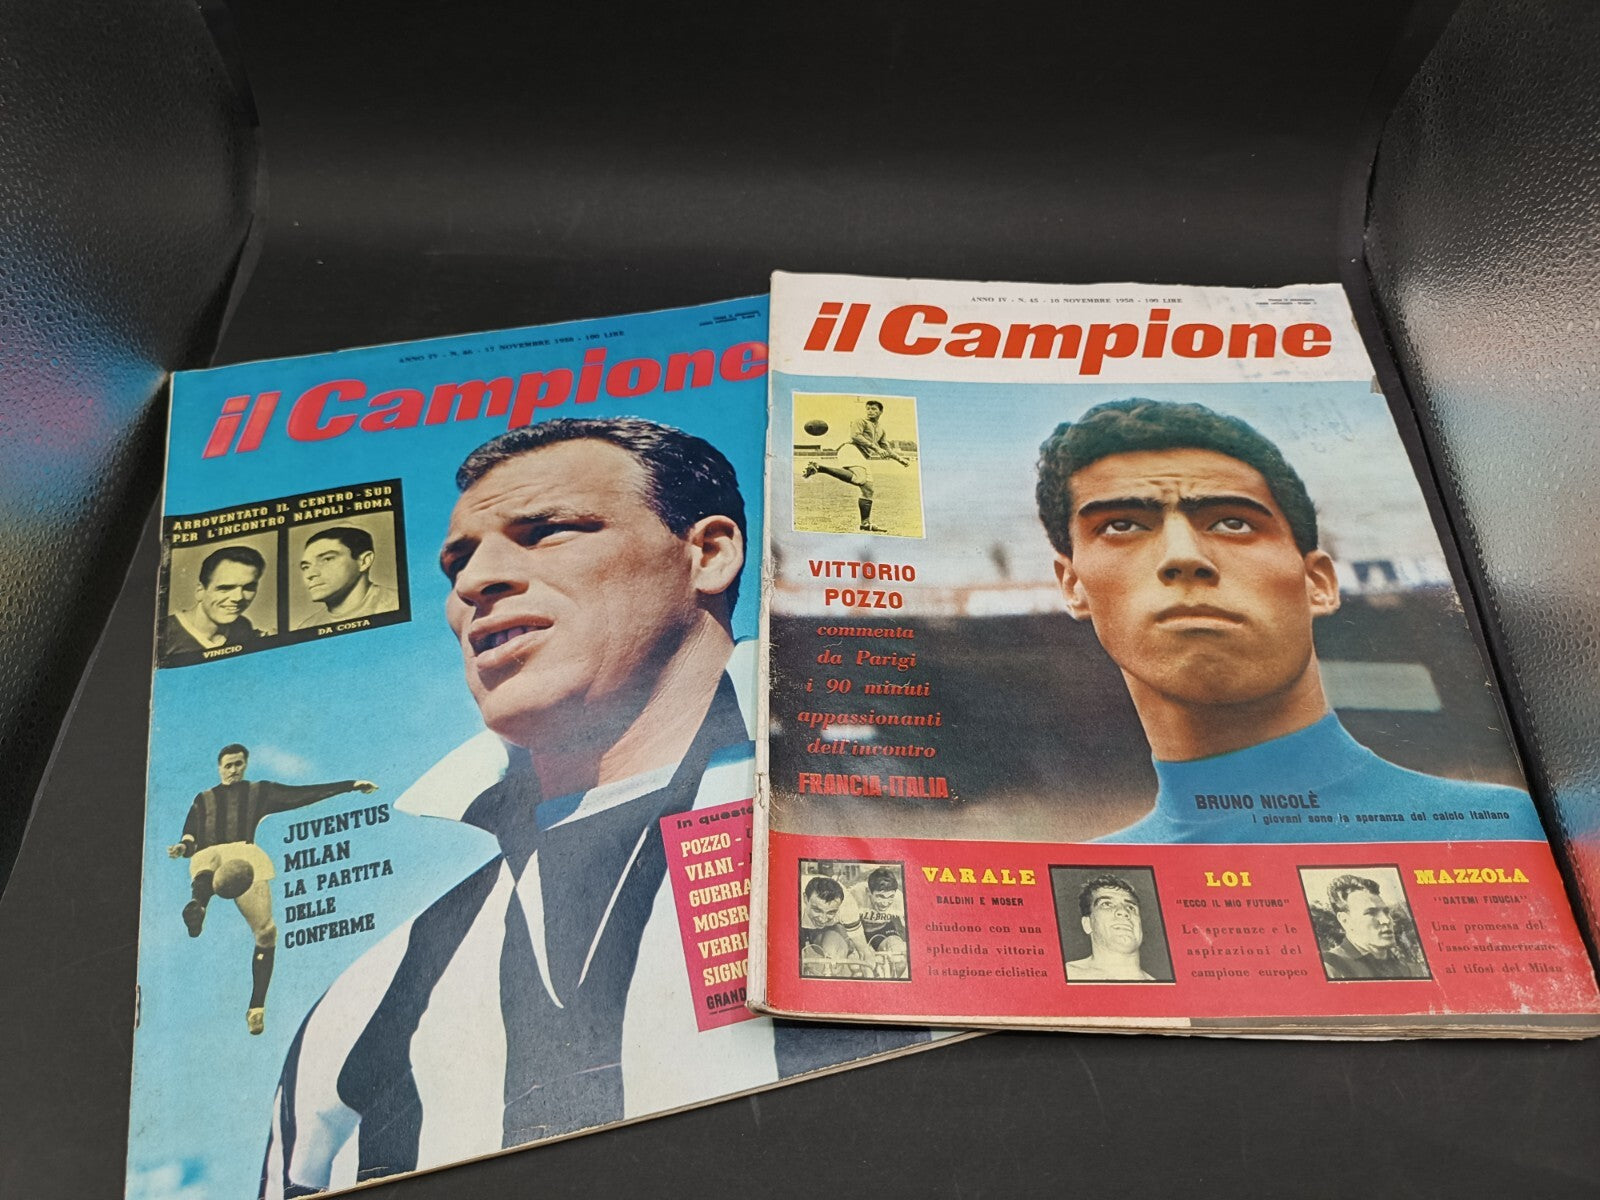 ANNO IV - N. 46 - 17 NOVEMBRE 1958 - 100 LIRE
il Campione
ARROVENTATO IL CENTRO-SUD
PER L'INCONTRO NAPOLI-ROMA
VINICIO
DA COSTA
JUVENTUS
MILAN
LA PARTITA
DELLE
CONFERME
In questo
POZZO -
VIANI -
GUERRA
MOSER
VERRI
SIGNO
GRAND
ANNO IV - N. 45 - 10 NOVEMBRE 1958 - 100 LIRE
il Campione
VITTORIO
POZZO
commenta
da Parigi
i 90 minuti
appassionanti
dell'incontro
FRANCIA-ITALIA
BRUNO NICOLÈ
i giovani sono la speranza del calcio italiano
VARALE
BALDINI E MOSER
chiudono con una
splendida vittoria
la stagione ciclistica
LOI
"ECCO IL MIO FUTURO"
Le speranze e le
aspirazioni del
campione europeo
MAZZOLA
"DATEMI FIDUCIA"
Una promessa del-
l'asso sudamericano
ai tifosi del Milan